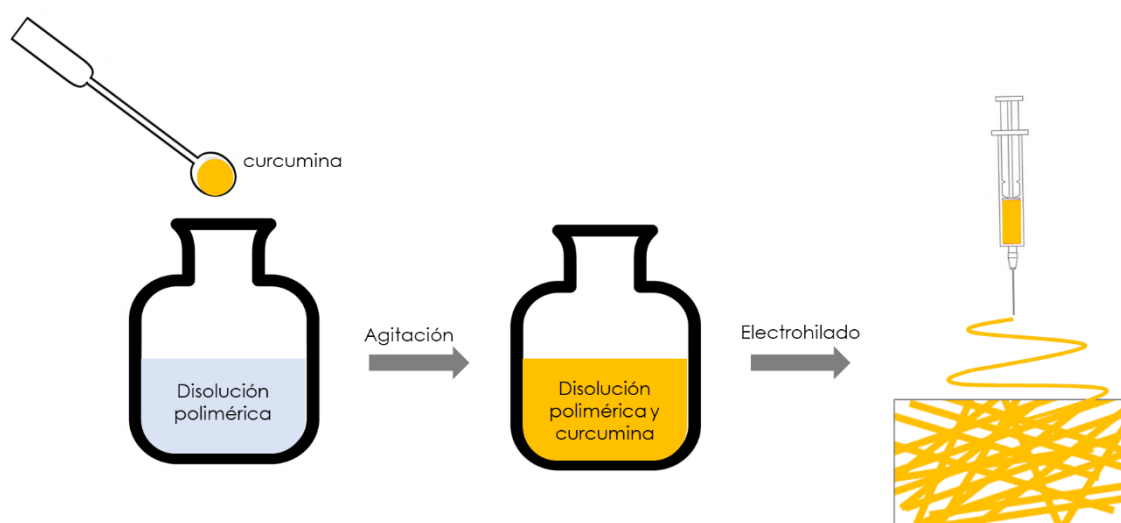 curcumina
Disolución
polimérica
Agitación
Disolución
polimérica y
curcumina
Electrohilado